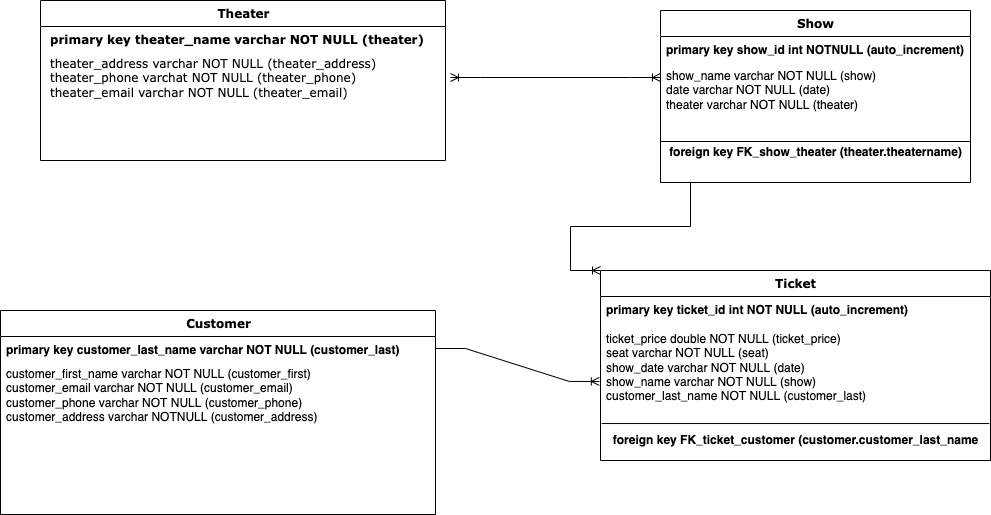 Theater
primary key theater_name varchar NOT NULL (theater)
theater_address varchar NOT NULL (theater_address)
theater_phone varchat NOT NULL (theater_phone)
theater_email varchar NOT NULL (theater_email)
Show
primary key show_id int NOTNULL (auto_increment)
show_name varchar NOT NULL (show)
date varchar NOT NULL (date)
theater varchar NOT NULL (theater)
foreign key FK_show_theater (theater.theatername)
Customer
primary key customer_last_name varchar NOT NULL (customer_last)
customer_first_name varchar NOT NULL (customer_first)
customer_email varchar NOT NULL (customer_email)
customer_phone varchar NOT NULL (customer_phone)
customer_address varchar NOTNULL (customer_address)
Ticket
primary key ticket_id int NOT NULL (auto_increment)
ticket_price double NOT NULL (ticket_price)
seat varchar NOT NULL (seat)
show_date varchar NOT NULL (date)
show_name varchar NOT NULL (show)
customer_last_name NOT NULL (customer_last)
foreign key FK_ticket_customer (customer.customer_last_name